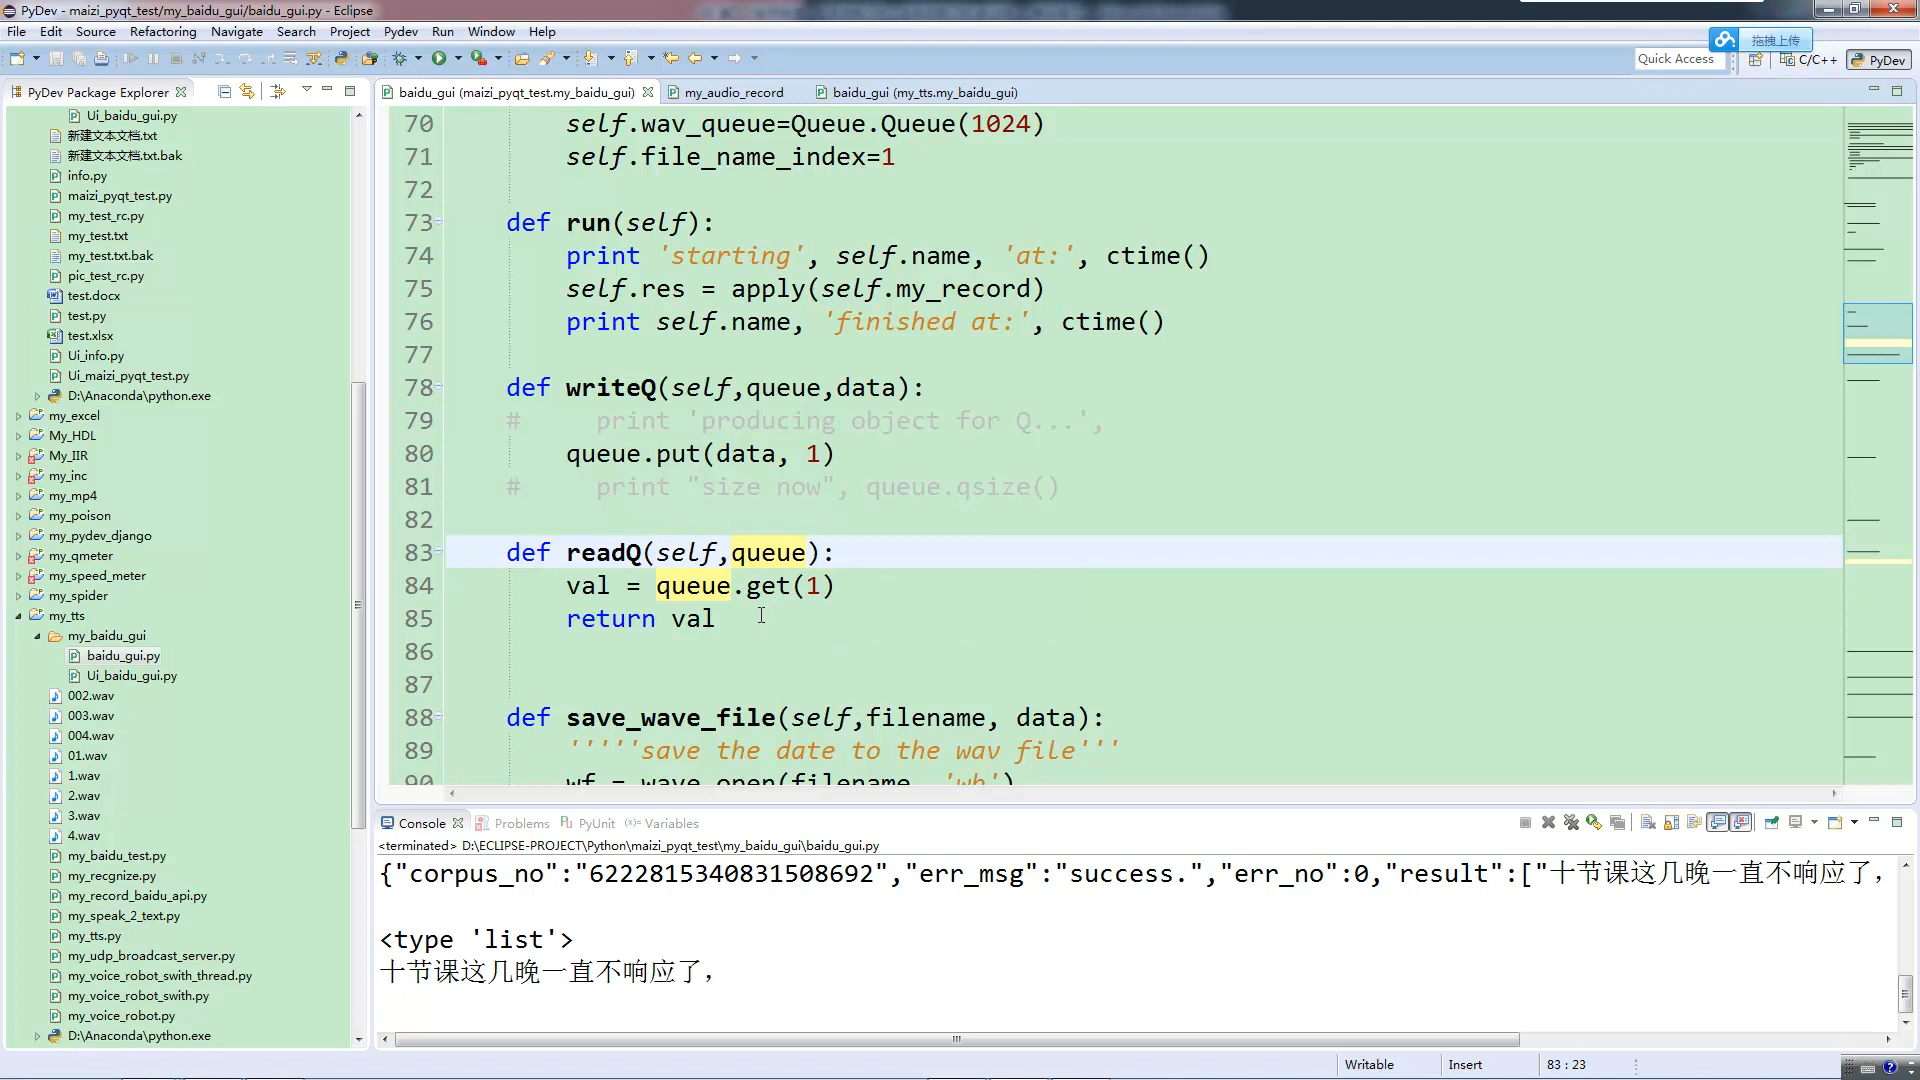 PyDev - maizi_pyqt_test/my_baidu_gui/baidu_gui.py - Eclipse
File Edit Source Refactoring Navigate Search Project Pydev Run Window Help
拖拽上传
Quick Access
C/C++
PyDev
PyDev Package Explorer
Ui_baidu_gui.py
新建文本文档.txt
新建文本文档.txt.bak
info.py
maizi_pyqt_test.py
my_test_rc.py
my_test.txt
my_test.txt.bak
pic_test_rc.py
test.docx
test.py
test.xlsx
Ui_info.py
Ui_maizi_pyqt_test.py
D:\Anaconda\python.exe
my_excel
My_HDL
My_IIR
my_inc
my_mp4
my_poison
my_pydev_django
my_qmeter
my_speed_meter
my_spider
my_tts
my_baidu_gui
baidu_gui.py
Ui_baidu_gui.py
002.wav
003.wav
004.wav
01.wav
1.wav
2.wav
3.wav
4.wav
my_baidu_test.py
my_recgnize.py
my_record_baidu_api.py
my_speak_2_text.py
my_tts.py
my_udp_broadcast_server.py
my_voice_robot_swith_thread.py
my_voice_robot_swith.py
my_voice_robot.py
D:\Anaconda\python.exe
baidu_gui (maizi_pyqt_test.my_baidu_gui)
my_audio_record
baidu_gui (my_tts.my_baidu_gui)
70 self.wav_queue=Queue.Queue(1024)
71 self.file_name_index=1
72
73 def run(self):
74 print 'starting', self.name, 'at:', ctime()
75 self.res = apply(self.my_record)
76 print self.name, 'finished at:', ctime()
77
78 def writeQ(self,queue,data):
79 # print 'producing object for Q...',
80 queue.put(data, 1)
81 # print "size now", queue.qsize()
82
83 def readQ(self,queue):
84 val = queue.get(1)
85 return val
86
87
88 def save_wave_file(self,filename, data):
89 '''''save the date to the wav file'''
90 wf = wave.open(filename, 'wb')
Console
Problems
PyUnit
(x)= Variables
<terminated> D:\ECLIPSE-PROJECT\Python\maizi_pyqt_test\my_baidu_gui\baidu_gui.py
{"corpus_no":"6222815340831508692","err_msg":"success.","err_no":0,"result":["十节课这几晚一直不响应了，
<type 'list'>
十节课这几晚一直不响应了，
Writable
Insert
83 : 23